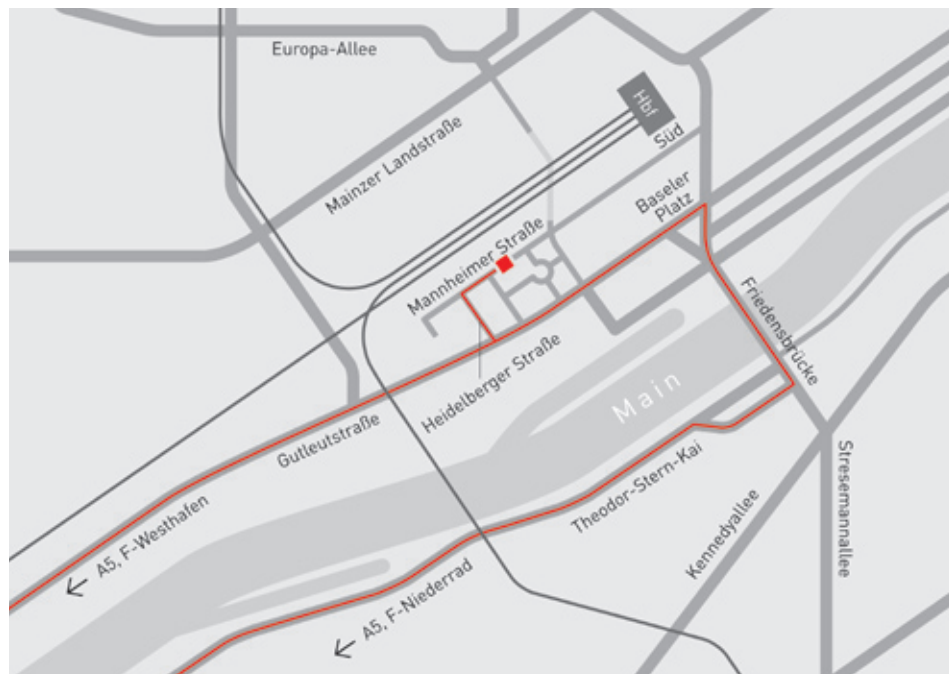 Europa-Allee
Hbf
Mainzer Landstraße
Süd
Baseler
Platz
Mannheimer Straße
Friedensbrücke
Heidelberger Straße
Main
Gutleutstraße
Stresemannallee
Theodor-Stern-Kai
Kennedyallee
A5, F-Westhafen
A5, F-Niederrad